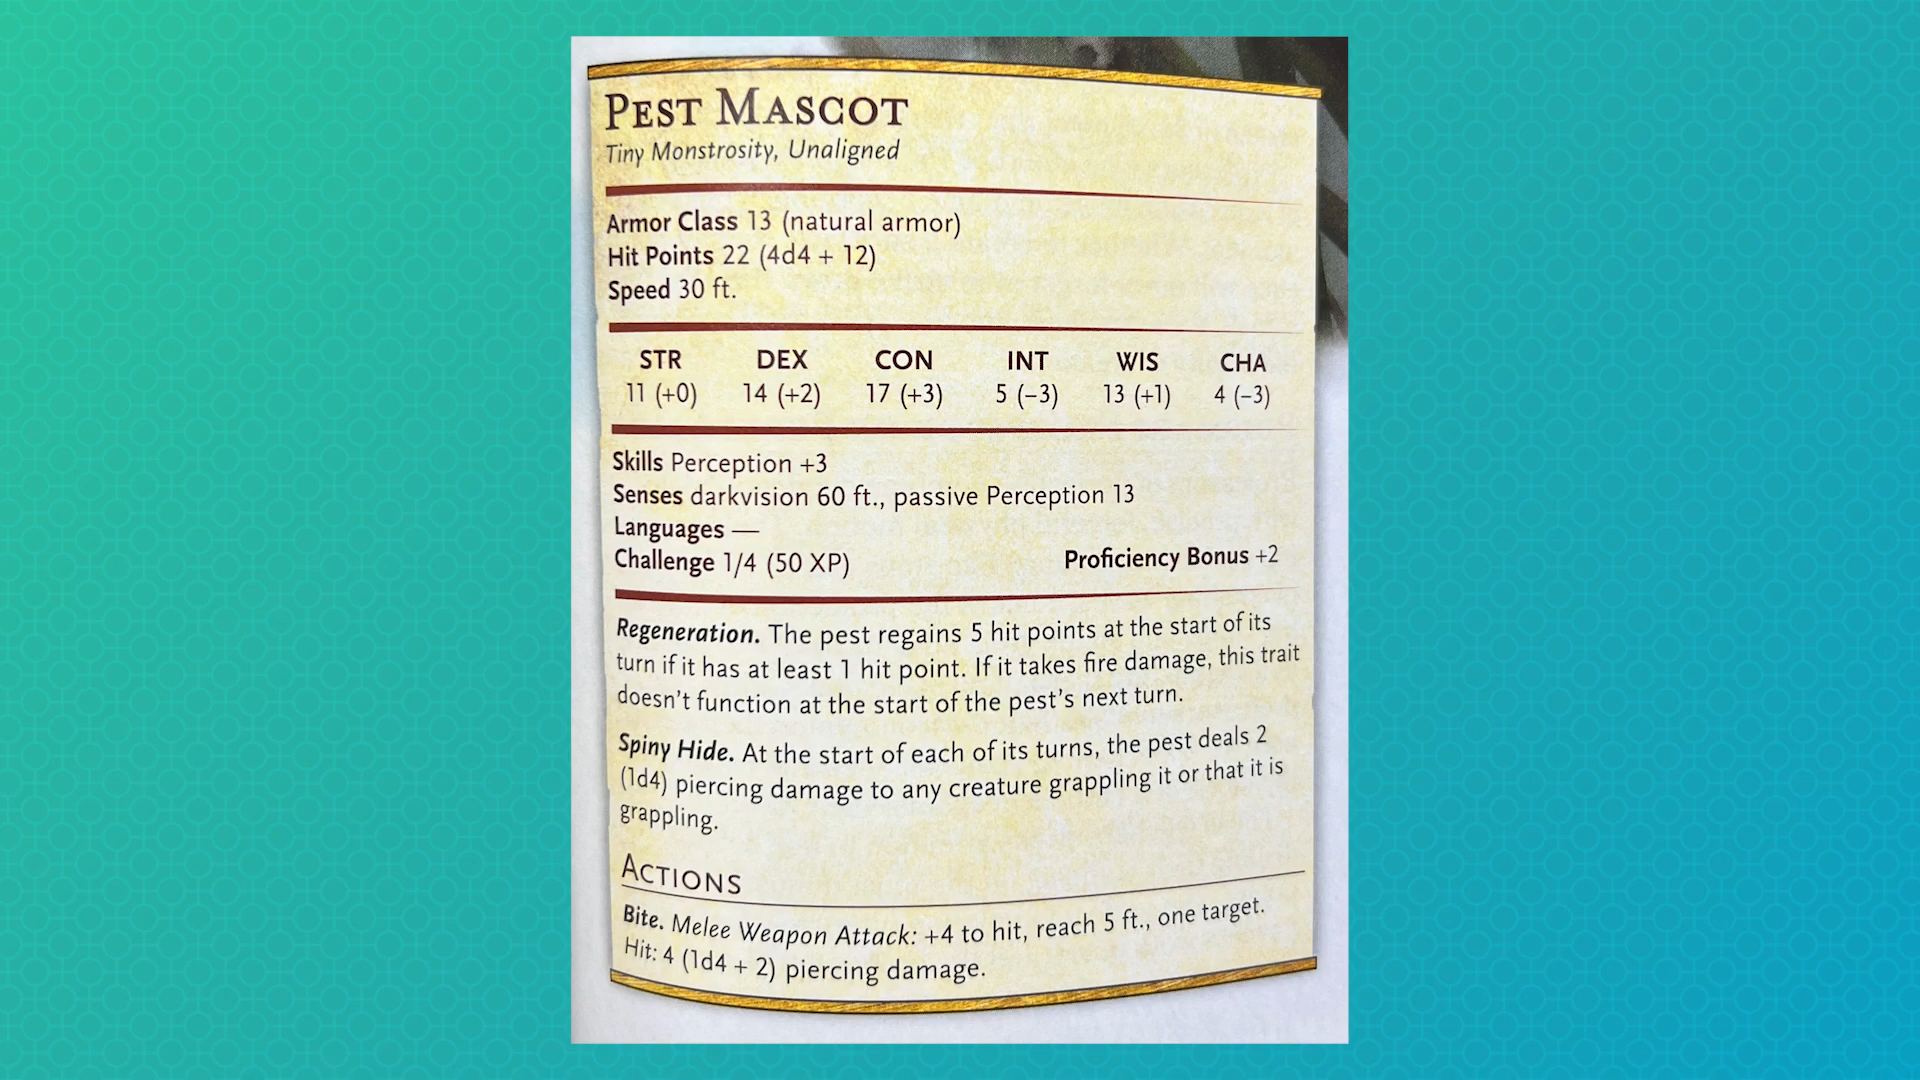 PEST MASCOT
Tiny Monstrosity, Unaligned
Armor Class 13 (natural armor)
Hit Points 22 (4d4 + 12)
Speed 30 ft.
STR DEX CON INT WIS CHA
11 (+0) 14 (+2) 17 (+3) 5 (−3) 13 (+1) 4 (−3)
Skills Perception +3
Senses darkvision 60 ft., passive Perception 13
Languages —
Challenge 1/4 (50 XP) Proficiency Bonus +2
Regeneration. The pest regains 5 hit points at the start of its
turn if it has at least 1 hit point. If it takes fire damage, this trait
doesn't function at the start of the pest's next turn.
Spiny Hide. At the start of each of its turns, the pest deals 2
(1d4) piercing damage to any creature grappling it or that it is
grappling.
ACTIONS
Bite. Melee Weapon Attack: +4 to hit, reach 5 ft., one target.
Hit: 4 (1d4 + 2) piercing damage.